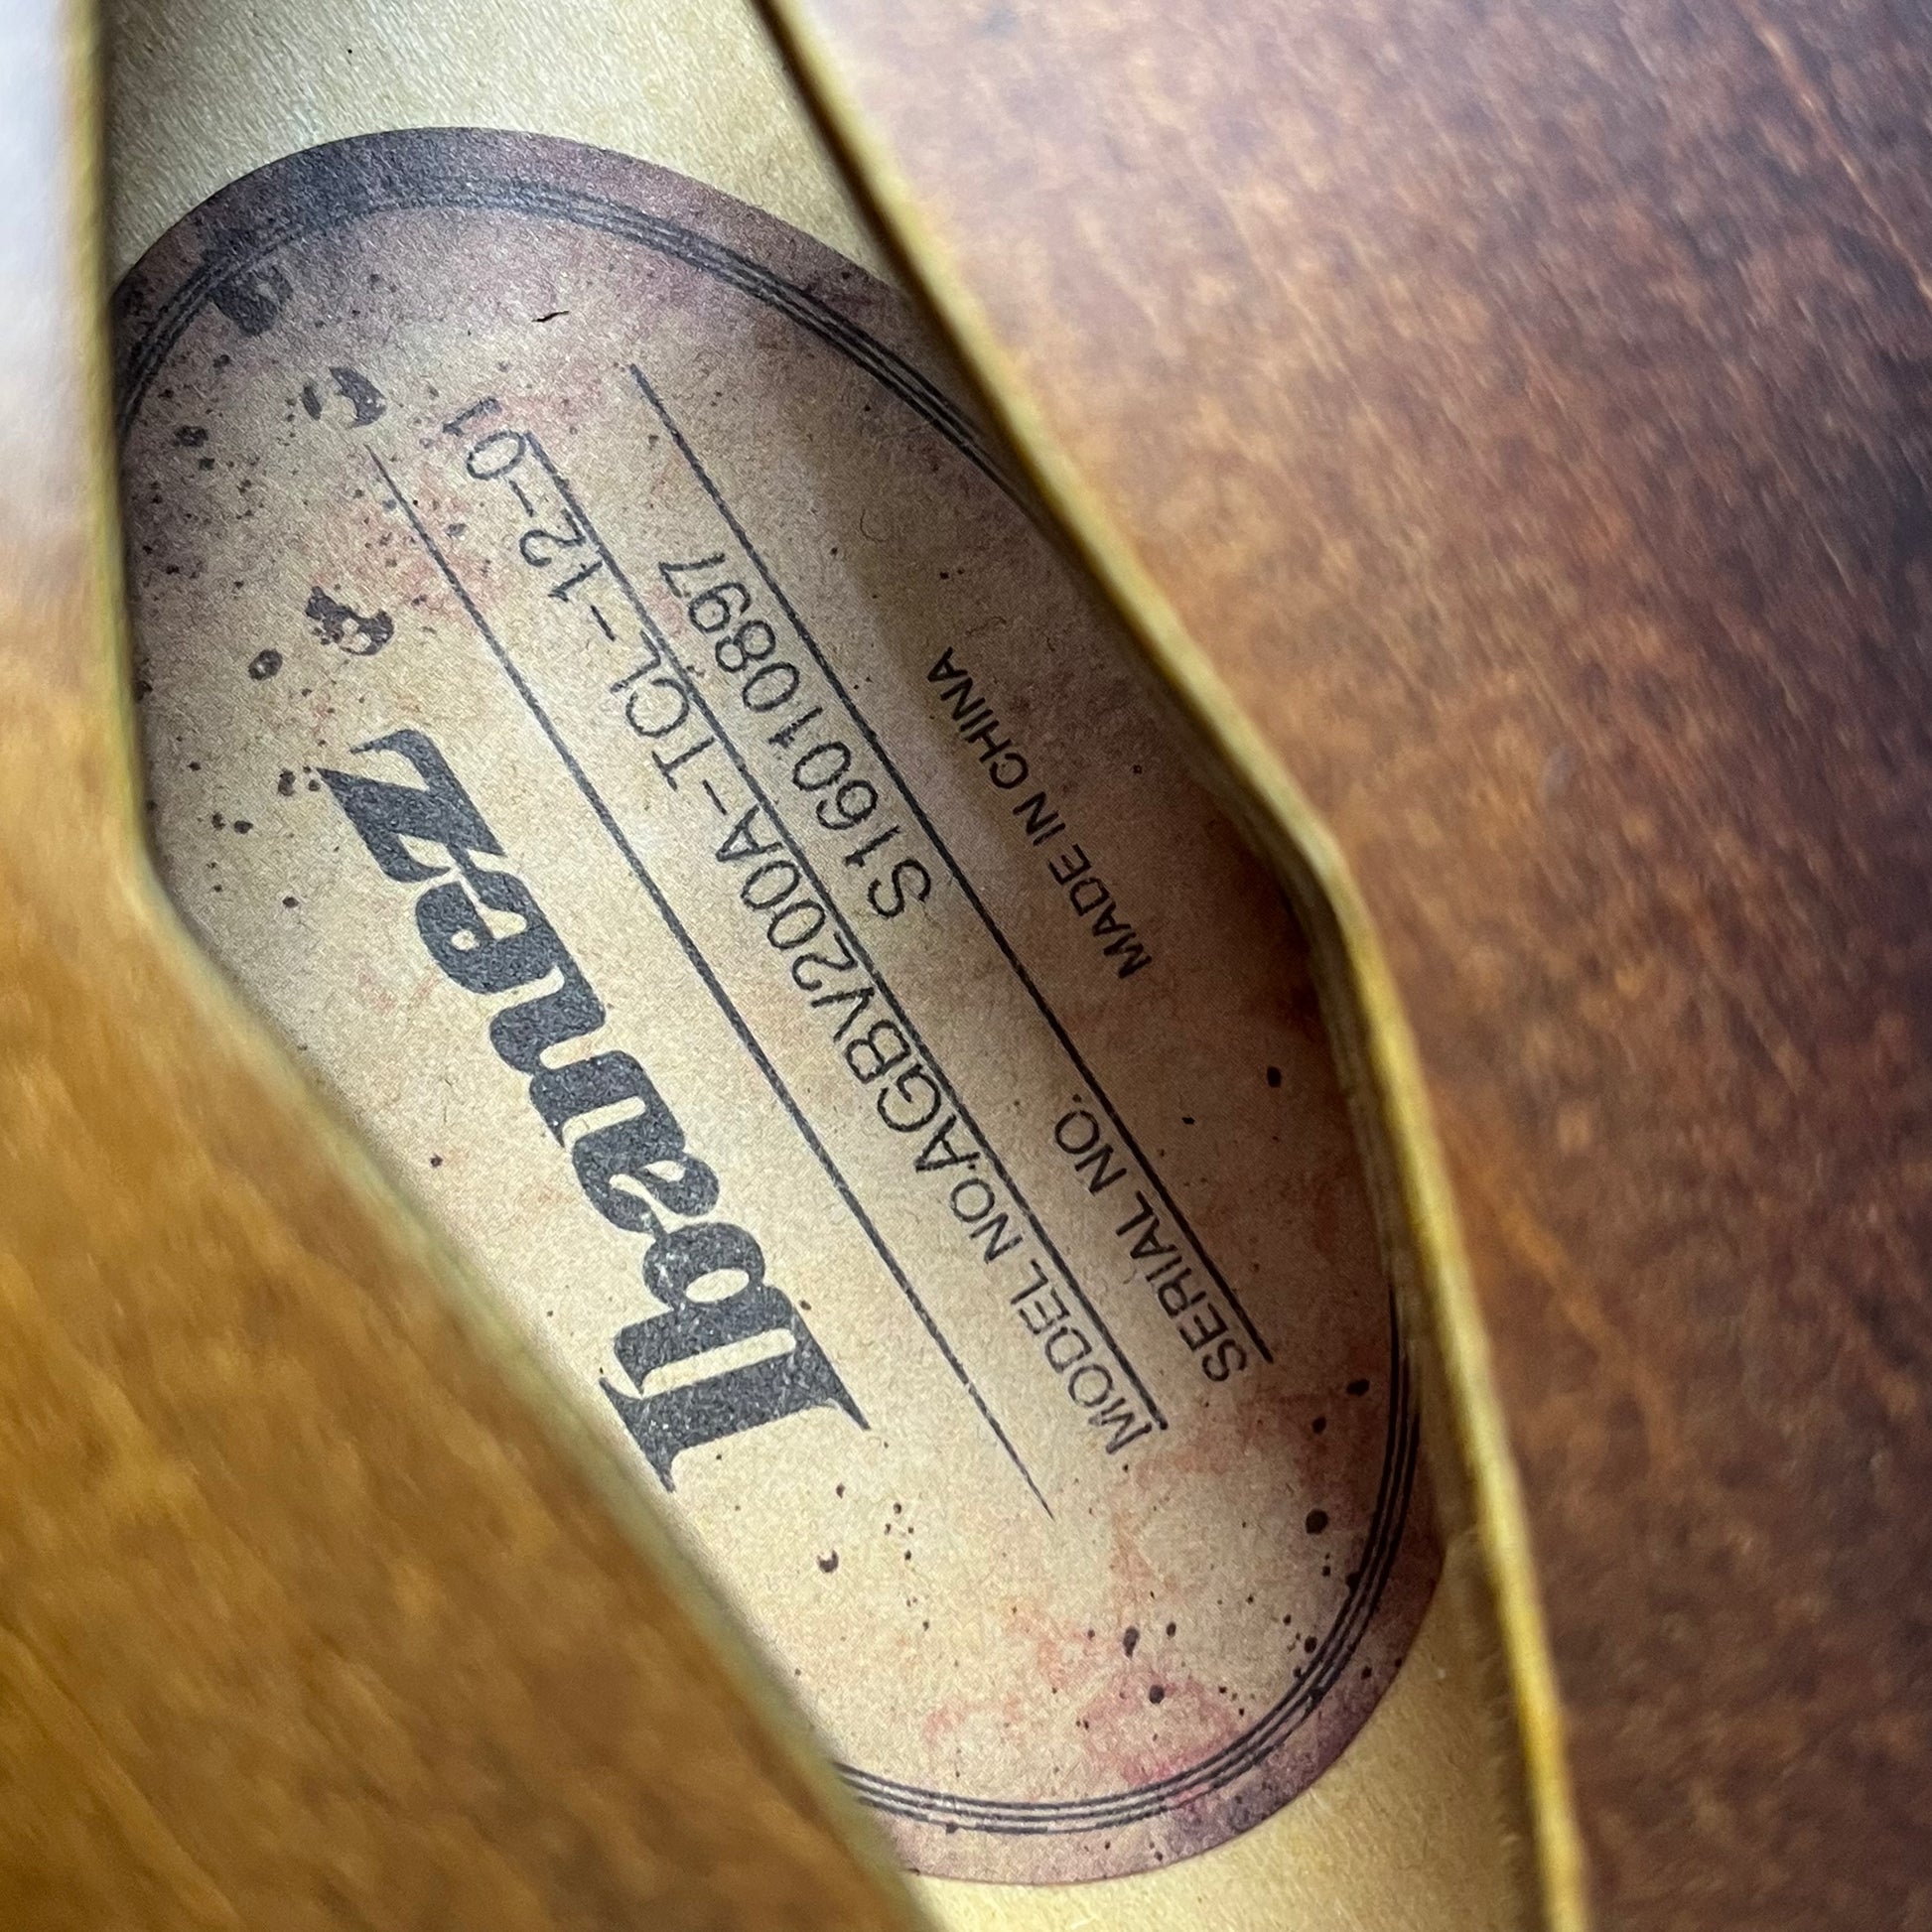 Ibanez
MODEL NO. AGBV200A-TCL-12-01
SERIAL NO. S16010897
MADE IN CHINA